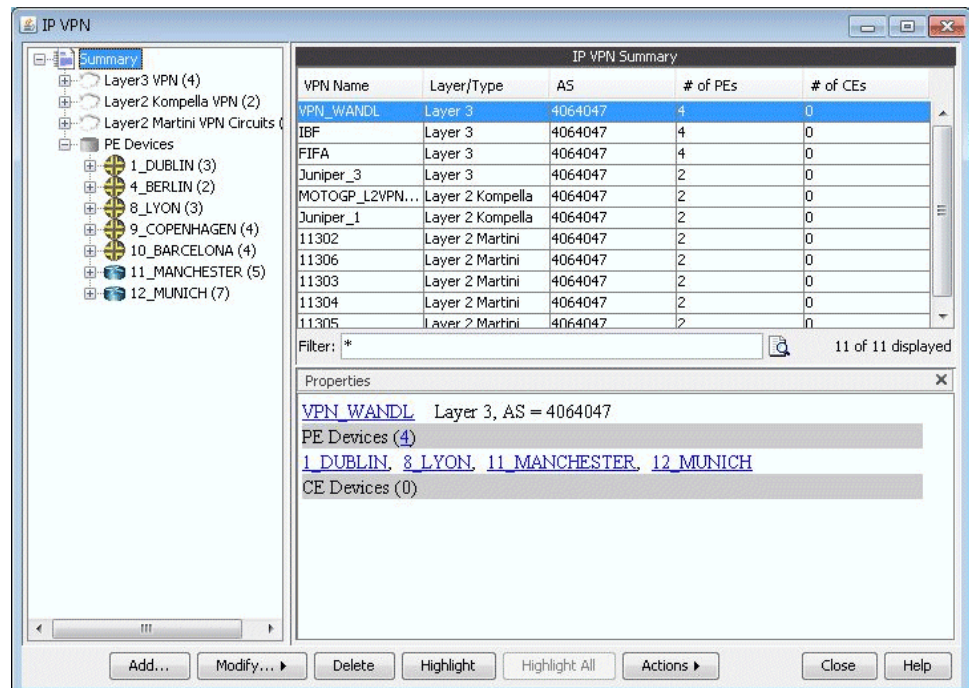 IP VPN
Summary
Layer3 VPN (4)
Layer2 Kompella VPN (2)
Layer2 Martini VPN Circuits (
PE Devices
1_DUBLIN (3)
4_BERLIN (2)
8_LYON (3)
9_COPENHAGEN (4)
10_BARCELONA (4)
11_MANCHESTER (5)
12_MUNICH (7)
IP VPN Summary
VPN Name Layer/Type AS # of PEs # of CEs
VPN_WANDL Layer 3 4064047 4 0
IBF Layer 3 4064047 4 0
FIFA Layer 3 4064047 4 0
Juniper_3 Layer 3 4064047 2 0
MOTOGP_L2VPN... Layer 2 Kompella 4064047 2 0
Juniper_1 Layer 2 Kompella 4064047 2 0
11302 Layer 2 Martini 4064047 2 0
11306 Layer 2 Martini 4064047 2 0
11303 Layer 2 Martini 4064047 2 0
11304 Layer 2 Martini 4064047 2 0
11305 Layer 2 Martini 4064047 2 0
Filter: * 11 of 11 displayed
Properties
VPN_WANDL Layer 3, AS = 4064047
PE Devices (4)
1_DUBLIN, 8_LYON, 11_MANCHESTER, 12_MUNICH
CE Devices (0)
Add... Modify... Delete Highlight Highlight All Actions Close Help